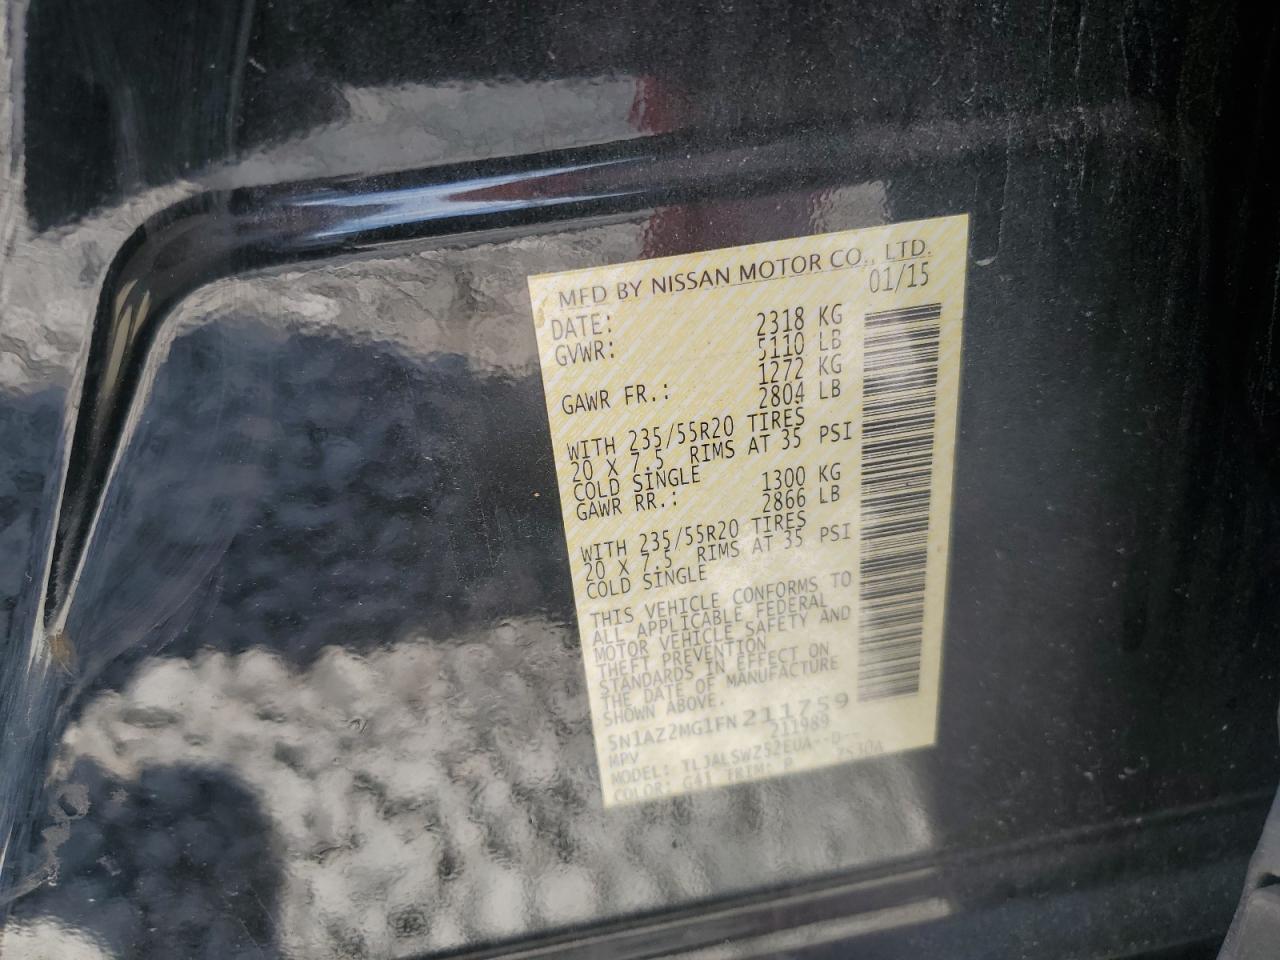 MFD BY NISSAN MOTOR CO., LTD.
DATE: 01/15
GVWR: 2318 KG
5110 LB
GAWR FR.: 1272 KG
2804 LB
WITH 235/55R20 TIRES
20 X 7.5 RIMS AT 35 PSI
COLD SINGLE
GAWR RR.: 1300 KG
2866 LB
WITH 235/55R20 TIRES
20 X 7.5 RIMS AT 35 PSI
COLD SINGLE
THIS VEHICLE CONFORMS TO
ALL APPLICABLE FEDERAL
MOTOR VEHICLE SAFETY AND
THEFT PREVENTION
STANDARDS IN EFFECT ON
THE DATE OF MANUFACTURE
SHOWN ABOVE.
5N1AZ2MG1FN211759
MPV 211989
MODEL: TLJALSWZ52EUA--D--
COLOR: G41 TRIM: P